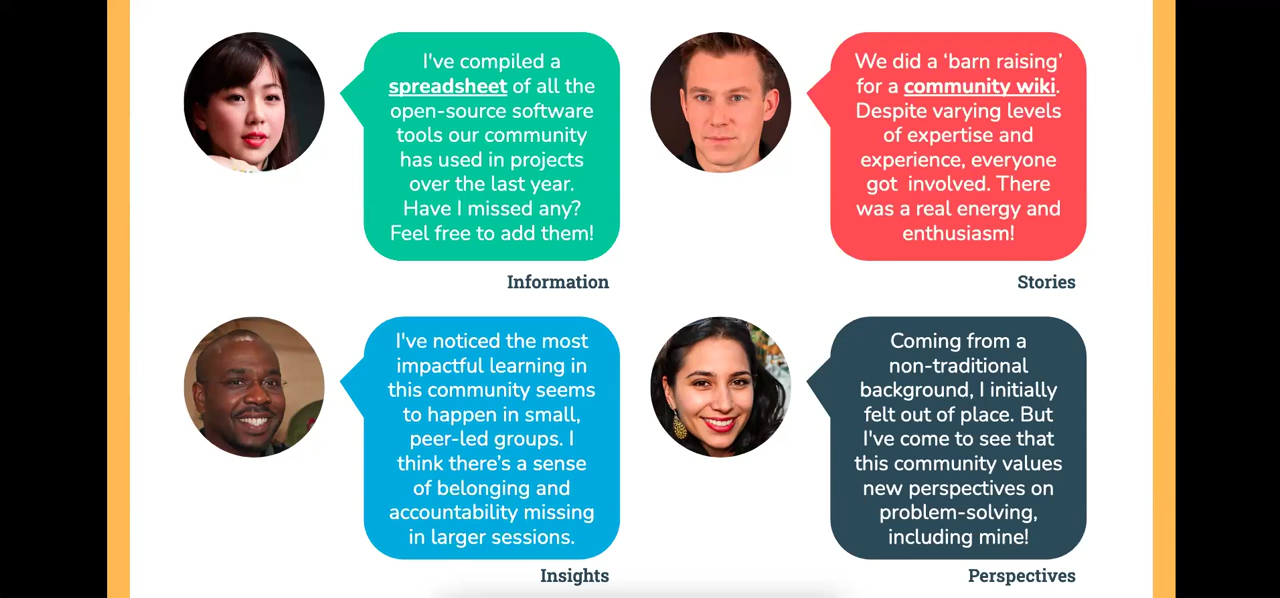 I've compiled a
spreadsheet of all the
open-source software
tools our community
has used in projects
over the last year.
Have I missed any?
Feel free to add them!
Information
We did a ‘barn raising’
for a community wiki.
Despite varying levels
of expertise and
experience, everyone
got involved. There
was a real energy and
enthusiasm!
Stories
I've noticed the most
impactful learning in
this community seems
to happen in small,
peer-led groups. I
think there’s a sense
of belonging and
accountability missing
in larger sessions.
Insights
Coming from a
non-traditional
background, I initially
felt out of place. But
I've come to see that
this community values
new perspectives on
problem-solving,
including mine!
Perspectives